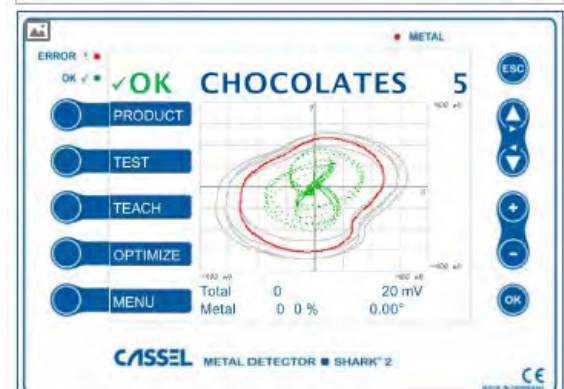 METAL
ERROR !
OK ✓
✓OK CHOCOLATES 5
ESC
PRODUCT
TEST
TEACH
OPTIMIZE
MENU
+
-
OK
Total 0 20 mV
Metal 0 0 % 0.00°
CASSEL METAL DETECTOR ■ SHARK® 2
CE